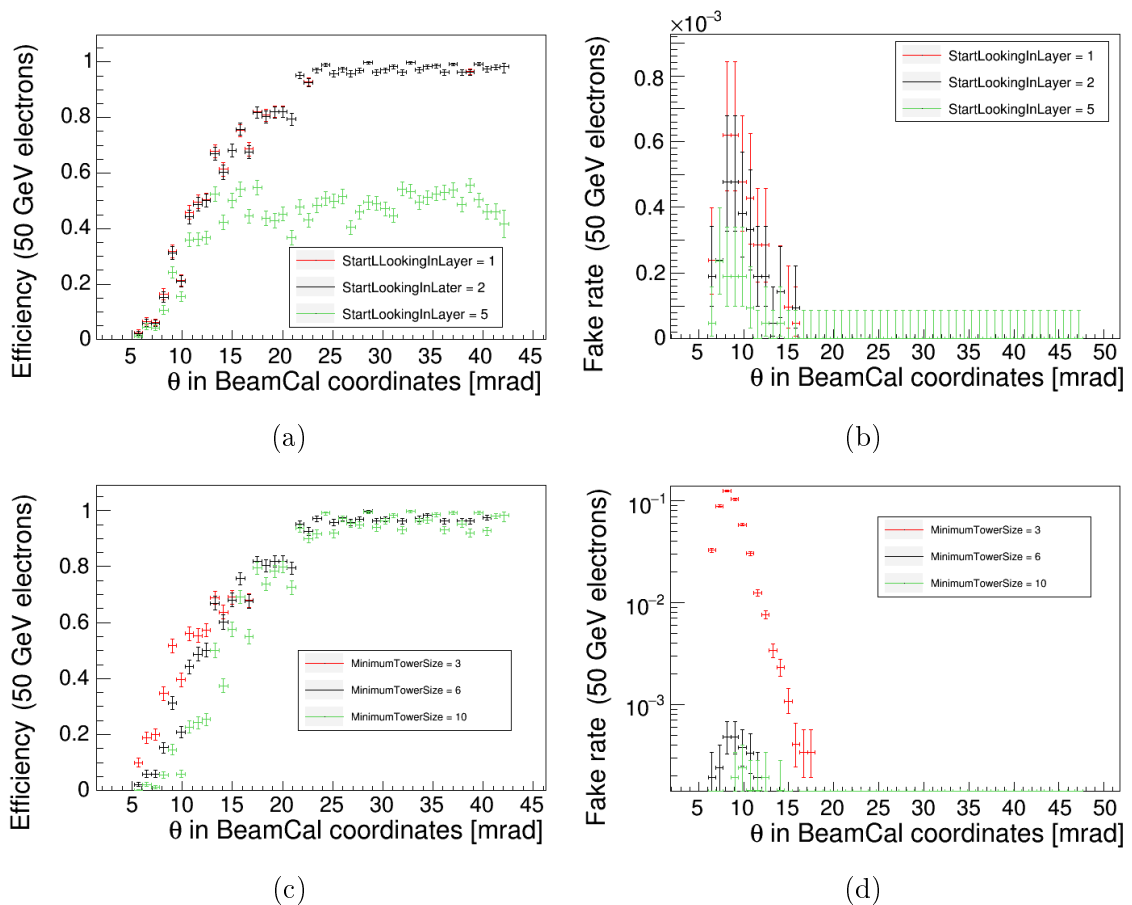 Efficiency (50 GeV electrons)
1
0.8
0.6
0.4
0.2
0
StartLLookingInLayer = 1
StartLookingInLater = 2
StartLookingInLayer = 5
5 10 15 20 25 30 35 40 45
θ in BeamCal coordinates [mrad]
(a)
×10⁻³
Fake rate (50 GeV electrons)
0.8
0.6
0.4
0.2
0
StartLookingInLayer = 1
StartLookingInLayer = 2
StartLookingInLayer = 5
5 10 15 20 25 30 35 40 45 50
θ in BeamCal coordinates [mrad]
(b)
Efficiency (50 GeV electrons)
1
0.8
0.6
0.4
0.2
0
MinimumTowerSize = 3
MinimumTowerSize = 6
MinimumTowerSize = 10
5 10 15 20 25 30 35 40 45
θ in BeamCal coordinates [mrad]
(c)
Fake rate (50 GeV electrons)
10⁻¹
10⁻²
10⁻³
MinimumTowerSize = 3
MinimumTowerSize = 6
MinimumTowerSize = 10
5 10 15 20 25 30 35 40 45 50
θ in BeamCal coordinates [mrad]
(d)